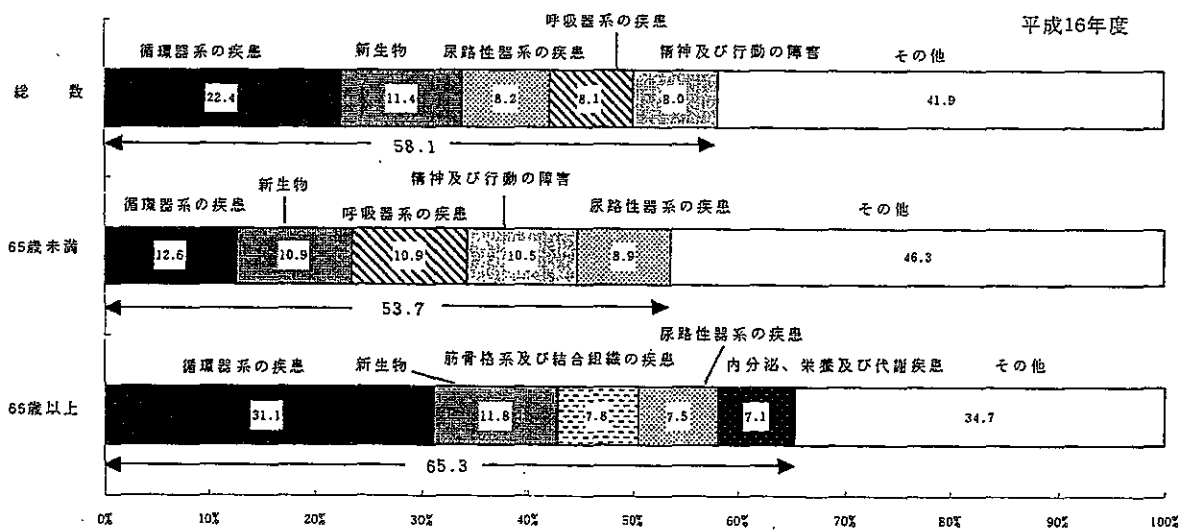 平成16年度
呼吸器系の疾患
循環器系の疾患 新生物 尿路性器系の疾患 精神及び行動の障害 その他
総 数 22.4 11.4 8.2 8.1 8.0 41.9
58.1
精神及び行動の障害
新生物
循環器系の疾患 呼吸器系の疾患 尿路性器系の疾患 その他
65歳未満 12.6 10.9 10.9 10.5 8.9 46.3
53.7
尿路性器系の疾患
循環器系の疾患 新生物 筋骨格系及び結合組織の疾患 内分泌、栄養及び代謝疾患 その他
65歳以上 31.1 11.8 7.8 7.5 7.1 34.7
65.3
0% 10% 20% 30% 40% 50% 60% 70% 80% 90% 100%